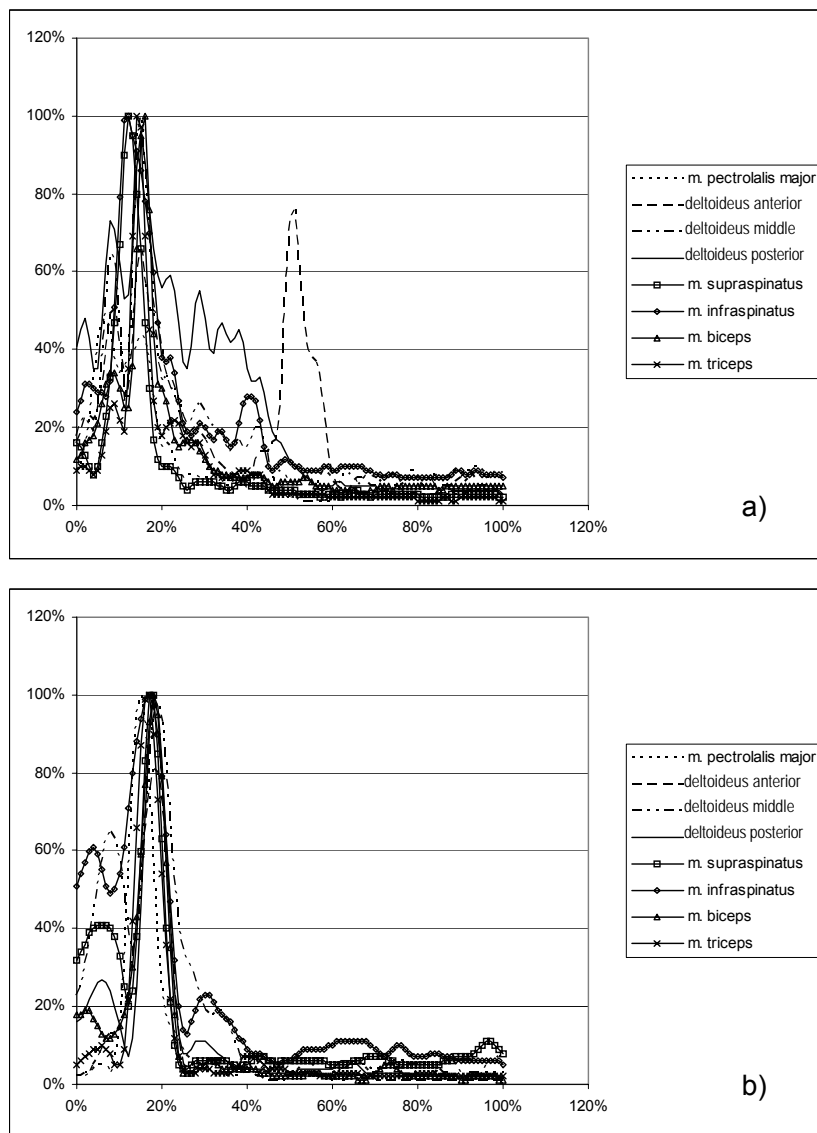 120%
100%
80%
60%
40%
20%
0%
0% 20% 40% 60% 80% 100% 120%
m. pectrolalis major
deltoideus anterior
deltoideus middle
deltoideus posterior
m. supraspinatus
m. infraspinatus
m. biceps
m. triceps
a)
120%
100%
80%
60%
40%
20%
0%
0% 20% 40% 60% 80% 100% 120%
m. pectrolalis major
deltoideus anterior
deltoideus middle
deltoideus posterior
m. supraspinatus
m. infraspinatus
m. biceps
m. triceps
b)